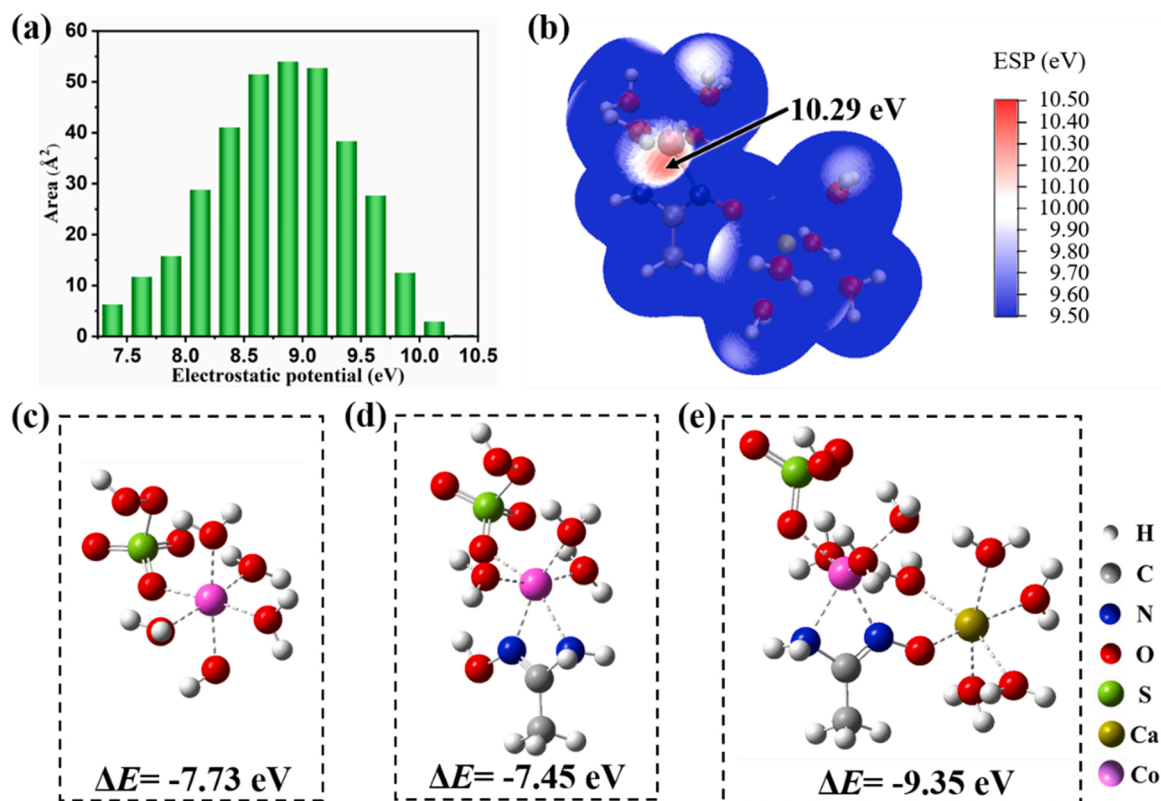 (a)
60
50
40
30
20
10
0
Area (Å²)
7.5 8.0 8.5 9.0 9.5 10.0 10.5
Electrostatic potential (eV)
(b)
10.29 eV
ESP (eV)
10.50
10.40
10.30
10.20
10.10
10.00
9.90
9.80
9.70
9.60
9.50
(c)
ΔE= -7.73 eV
(d)
ΔE= -7.45 eV
(e)
ΔE= -9.35 eV
H
C
N
O
S
Ca
Co